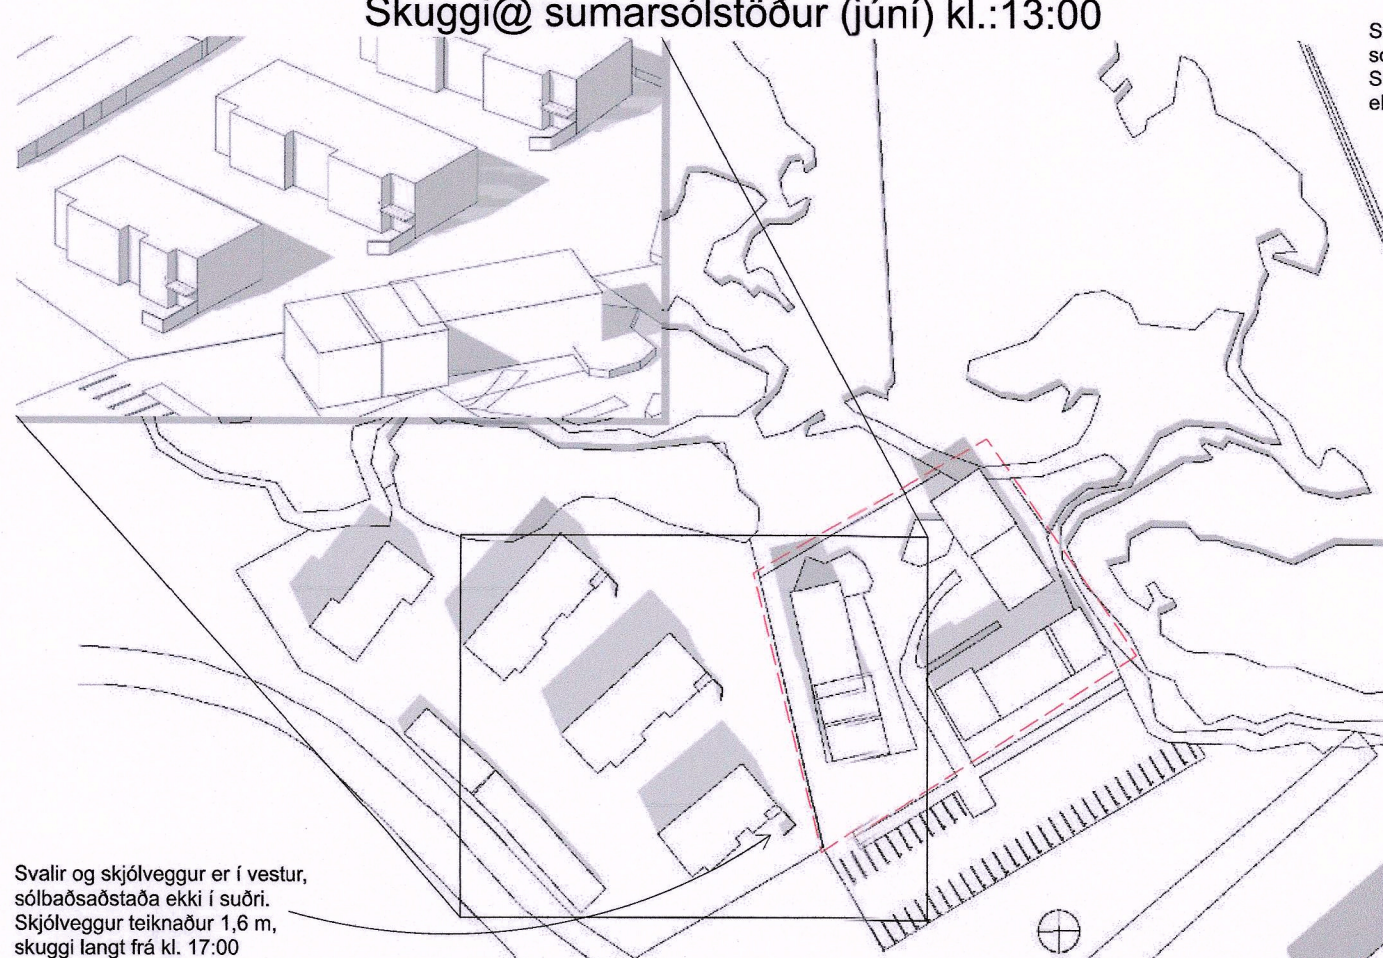 Skuggi@ sumarsólstöður (júní) kl.:13:00
Svalir og skjólveggur er í vestur,
sólbaðsaðstaða ekki í suðri.
Skjólveggur teiknaður 1,6 m,
skuggi langt frá kl. 17:00